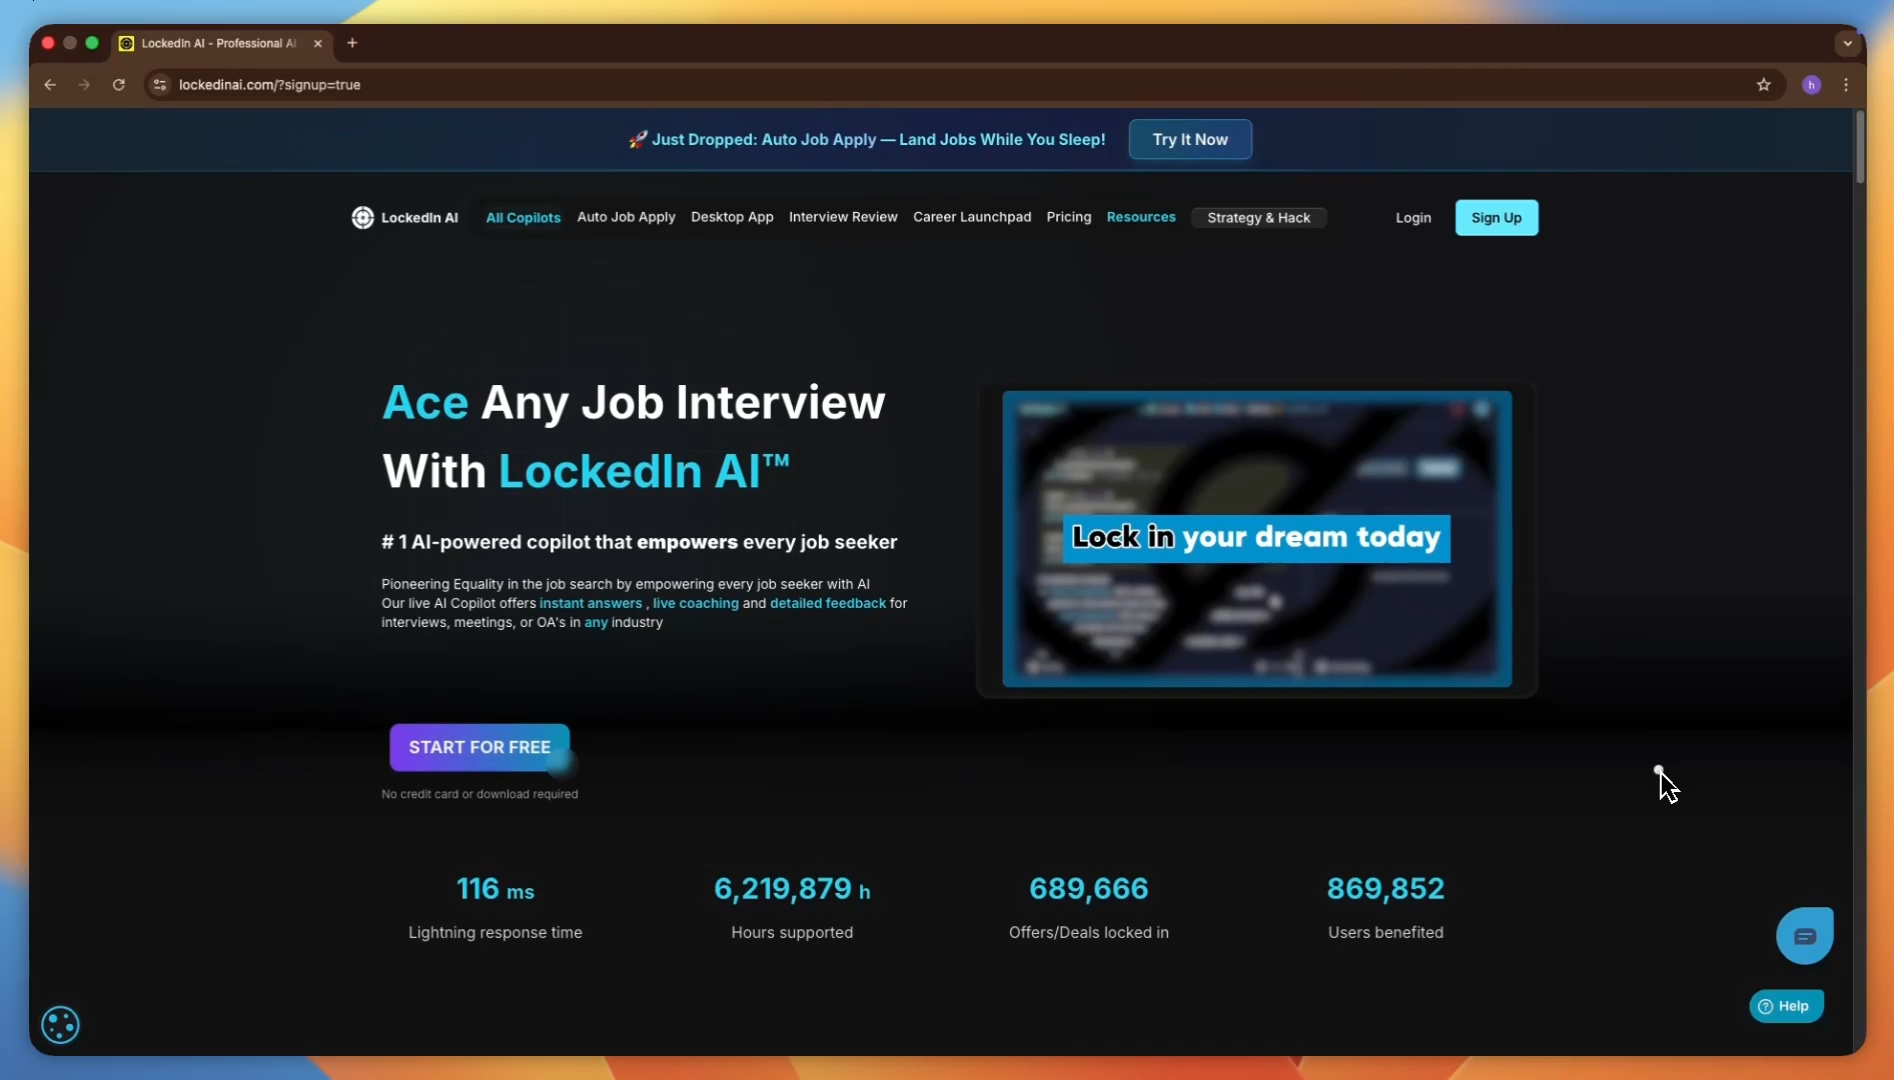 LockedIn AI - Professional AI
lockedinai.com/?signup=true
h
🚀 Just Dropped: Auto Job Apply — Land Jobs While You Sleep!
Try It Now
LockedIn AI
All Copilots
Auto Job Apply
Desktop App
Interview Review
Career Launchpad
Pricing
Resources
Strategy & Hack
Login
Sign Up
Ace Any Job Interview
With LockedIn AI™
# 1 AI-powered copilot that empowers every job seeker
Pioneering Equality in the job search by empowering every job seeker with AI
Our live AI Copilot offers instant answers , live coaching and detailed feedback for
interviews, meetings, or OA's in any industry
Lock in your dream today
START FOR FREE
No credit card or download required
116 ms
Lightning response time
6,219,879 h
Hours supported
689,666
Offers/Deals locked in
869,852
Users benefited
Help